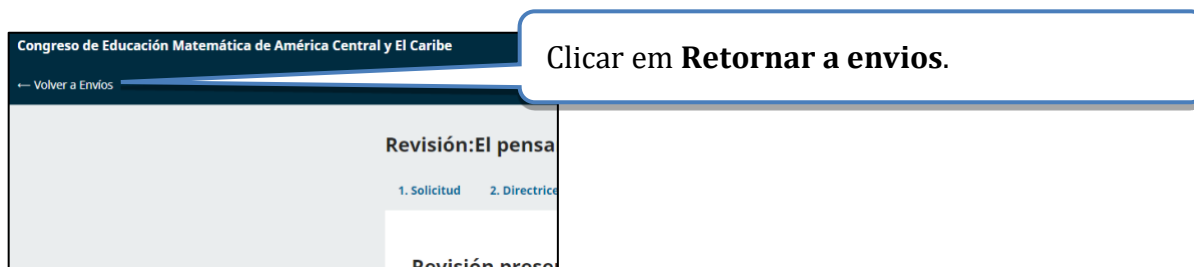 Congreso de Educación Matemática de América Central y El Caribe
← Volver a Envíos
Clicar em Retornar a envios.
Revisión:El pensa
1. Solicitud 2. Directrice
Revisión prese